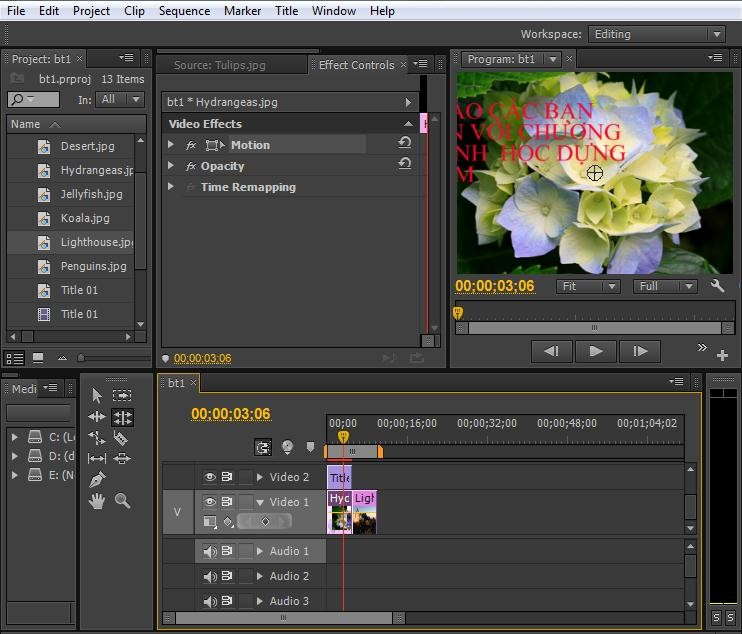 File Edit Project Clip Sequence Marker Title Window Help
Workspace: Editing
Project: bt1
bt1.prproj 13 Items
In: All
Name
Desert.jpg
Hydrangeas.jp
Jellyfish.jpg
Koala.jpg
Lighthouse.jpg
Penguins.jpg
Title 01
Title 01
Source: Tulips.jpg
Effect Controls
bt1 * Hydrangeas.jpg
Video Effects
fx Motion
fx Opacity
fx Time Remapping
00;00;03;06
Program: bt1
ÀO CÁC BẠN
N VỚI CHƯƠNG
NH HỌC DỰNG
M
00;00;03;06 Fit Full
Medi
C: (Lo
D: (d
E: (N
bt1
00;00;03;06
00;00 00;00;16;00 00;00;32;00 00;00;48;00 00;01;04;02
Video 2 Title
V Video 1 Hyd Ligh
Audio 1
Audio 2
Audio 3
S S